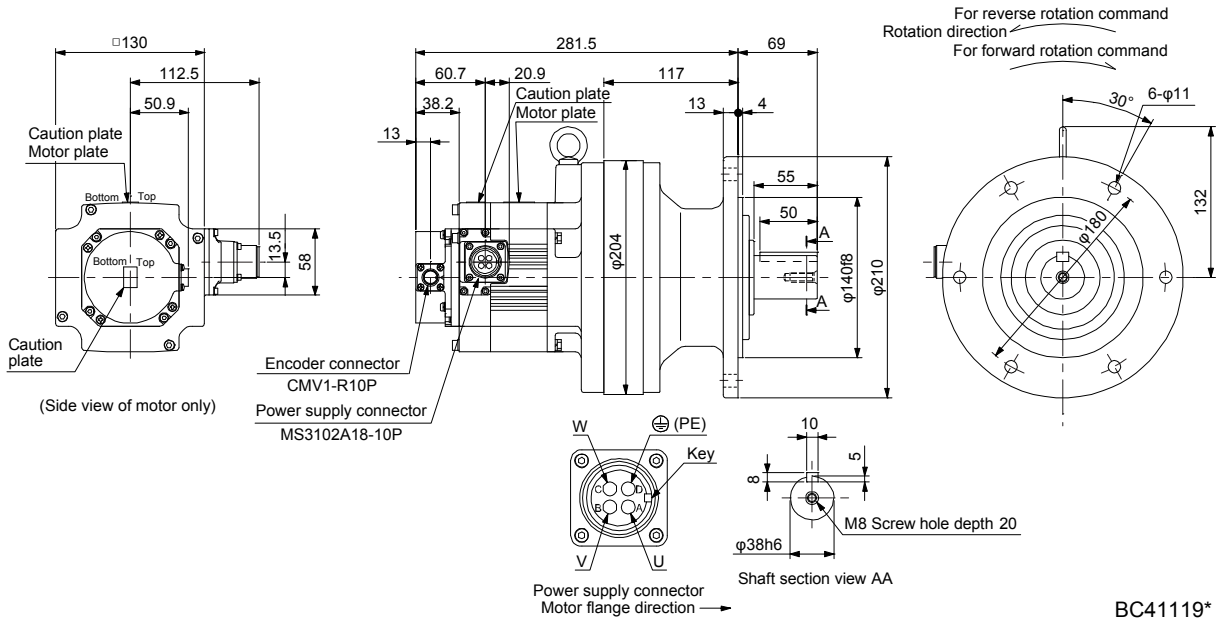 □130
112.5
50.9
Caution plate
Motor plate
Bottom Top
Bottom Top
13.5
58
Caution
plate
(Side view of motor only)
281.5
69
60.7
20.9
117
38.2
Caution plate
Motor plate
13
4
13
55
50
A
A
φ204
φ140f8
φ210
Encoder connector
CMV1-R10P
Power supply connector
MS3102A18-10P
For reverse rotation command
Rotation direction
For forward rotation command
30°
6-φ11
132
φ180
W
(PE)
Key
C
D
B
A
V
U
Power supply connector
Motor flange direction
10
5
8
M8 Screw hole depth 20
φ38h6
Shaft section view AA
BC41119*